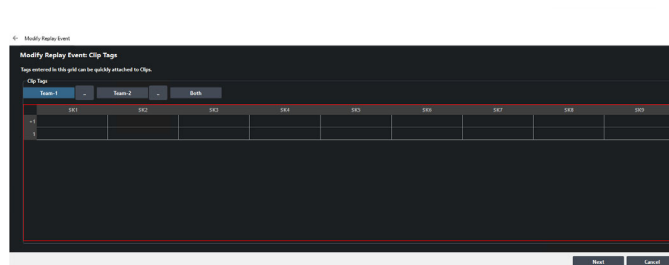 ← Modify Replay Event
Modify Replay Event: Clip Tags
Tags entered in this grid can be quickly attached to Clips.
Clip Tags
Team-1 .. Team-2 .. Both
SK1 SK2 SK3 SK4 SK5 SK6 SK7 SK8 SK9
+1
1
Next Cancel